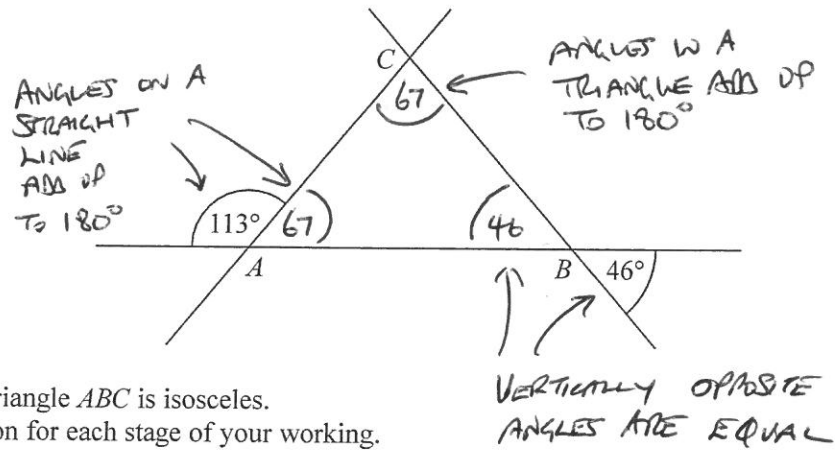 C
ANGLES IN A
TRIANGLE ADD UP
TO 180°
67
ANGLES ON A
STRAIGHT
LINE
ADD UP
TO 180°
113°
67
46
A
B
46°
riangle ABC is isosceles.
on for each stage of your working.
VERTICALLY OPPOSITE
ANGLES ARE EQUAL